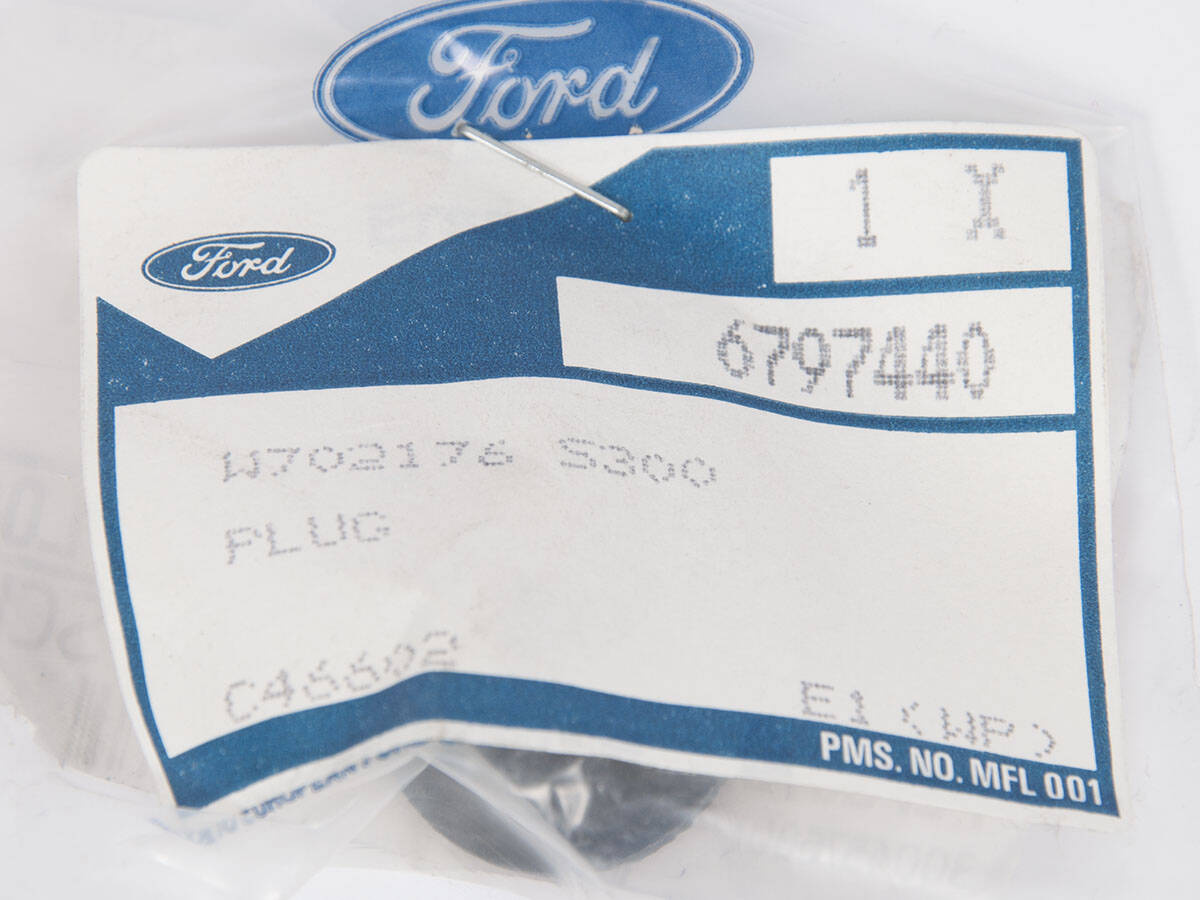 Ford
Ford
1 X
6797440
W702176 S300
PLUG
C46602
E1 (WP)
PMS. NO. MFL 001